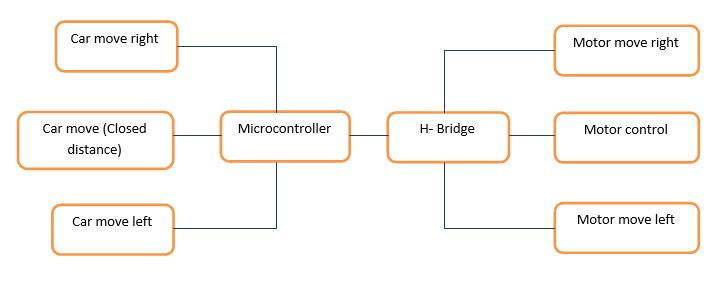 Car move right
Motor move right
Car move (Closed
distance)
Microcontroller
H- Bridge
Motor control
Car move left
Motor move left